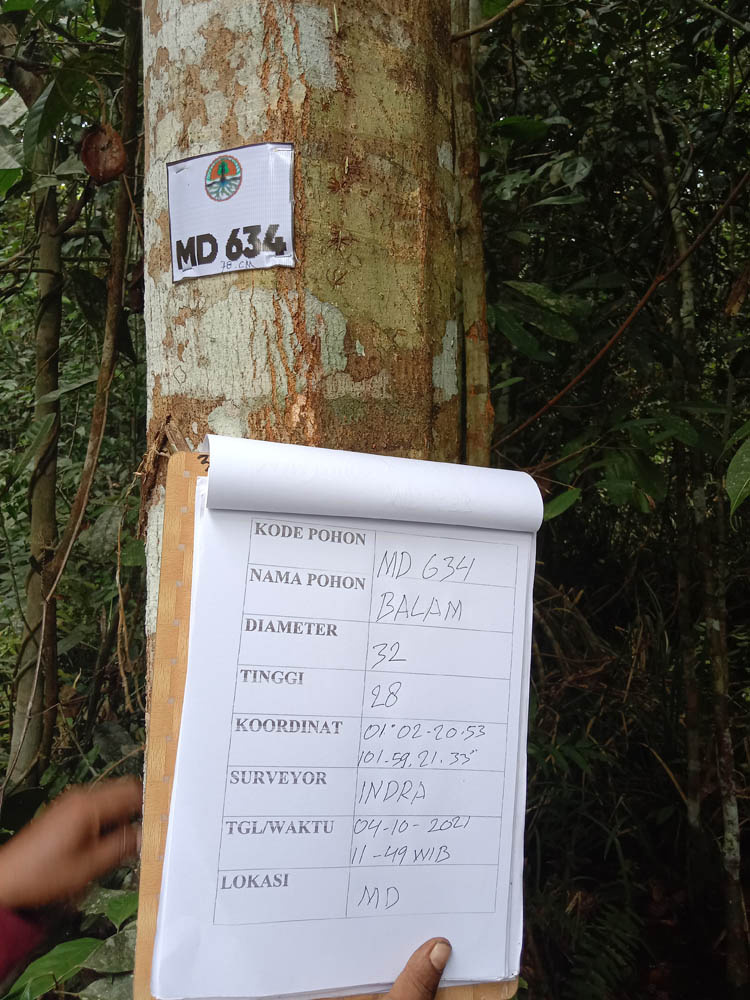 MD 634
78 CM
KODE POHON MD 634
NAMA POHON BALAM
DIAMETER 32
TINGGI 28
KOORDINAT 01° 02-20.53
101.59.21.33"
SURVEYOR INDRA
TGL/WAKTU 04-10-2021
11-49 WIB
LOKASI MD